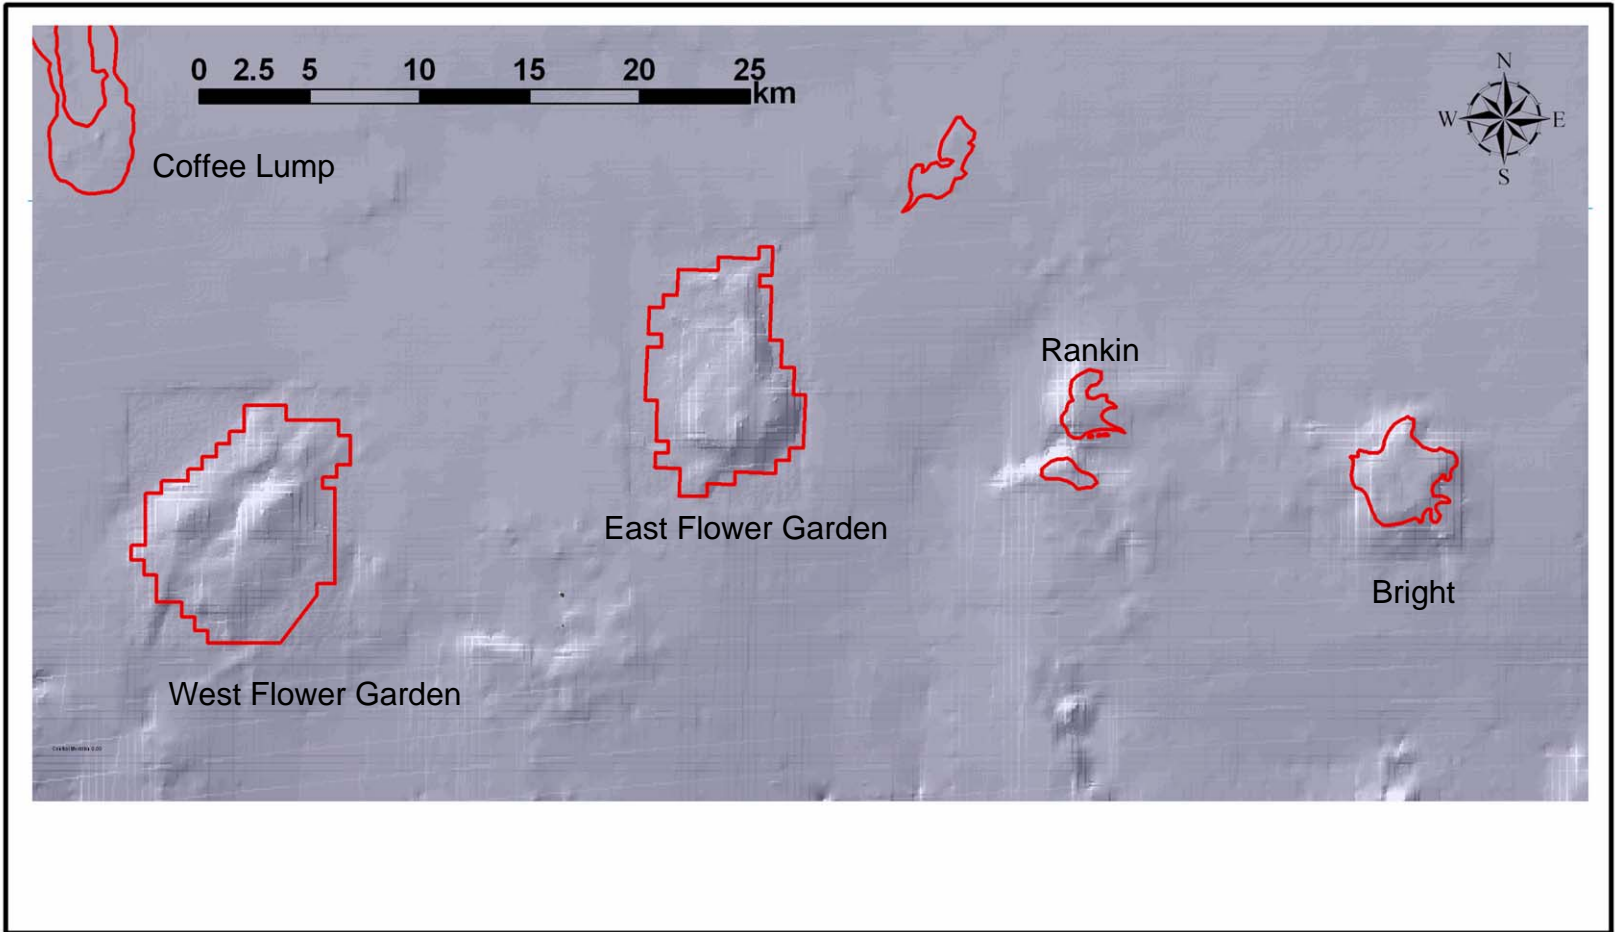 0 2.5 5 10 15 20 25
km
N
W E
S
Coffee Lump
Rankin
East Flower Garden
Bright
West Flower Garden